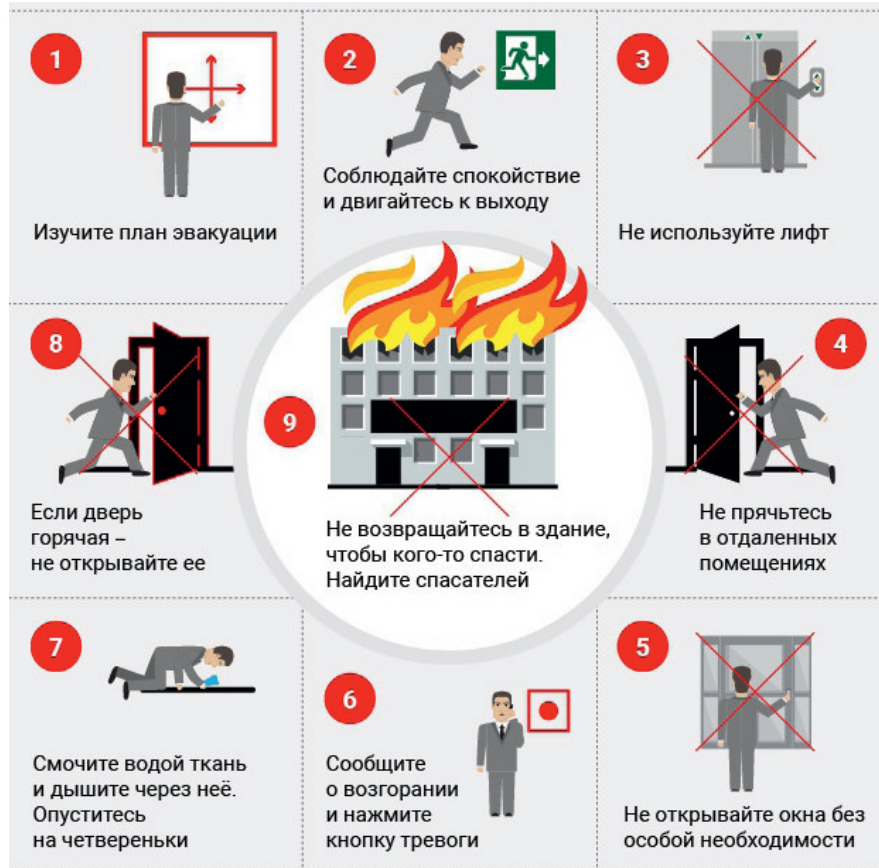 1
Изучите план эвакуации
2
Соблюдайте спокойствие
и двигайтесь к выходу
3
Не используйте лифт
4
Не прячьтесь
в отдаленных
помещениях
5
Не открывайте окна без
особой необходимости
6
Сообщите
о возгорании
и нажмите
кнопку тревоги
7
Смочите водой ткань
и дышите через неё.
Опуститесь
на четвереньки
8
Если дверь
горячая –
не открывайте ее
9
Не возвращайтесь в здание,
чтобы кого-то спасти.
Найдите спасателей